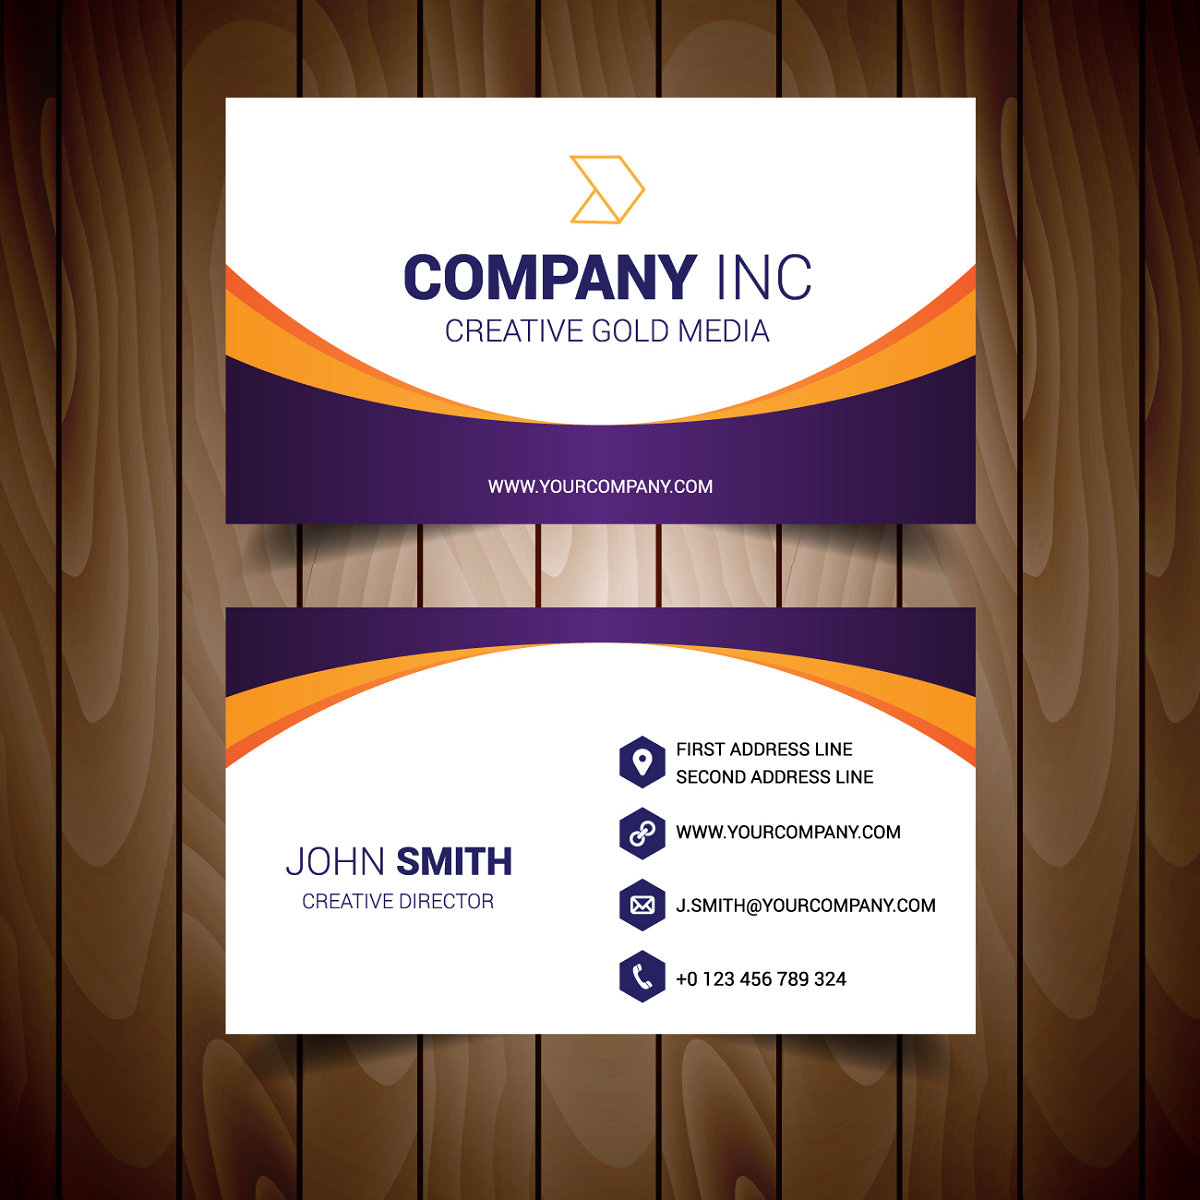 COMPANY INC
CREATIVE GOLD MEDIA
WWW.YOURCOMPANY.COM
JOHN SMITH
CREATIVE DIRECTOR
FIRST ADDRESS LINE
SECOND ADDRESS LINE
WWW.YOURCOMPANY.COM
J.SMITH@YOURCOMPANY.COM
+0 123 456 789 324